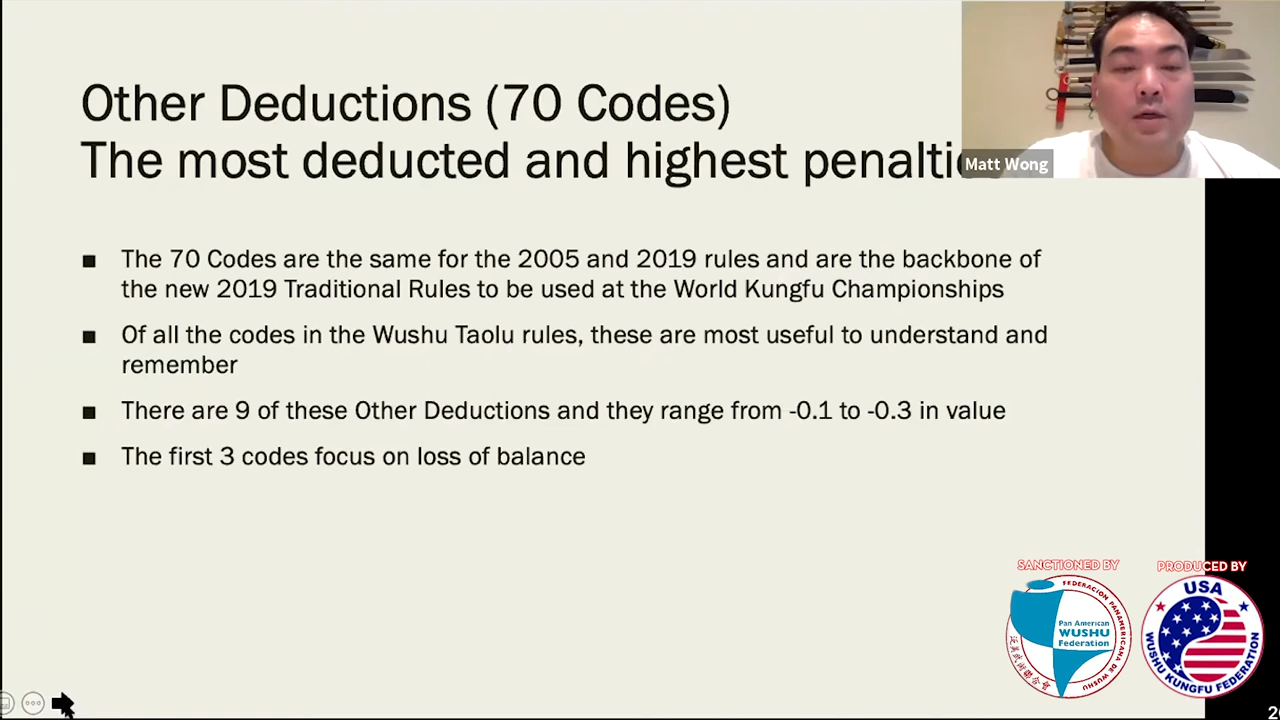 Other Deductions (70 Codes)
The most deducted and highest
Matt Wong
■ The 70 Codes are the same for the 2005 and 2019 rules and are the backbone of
the new 2019 Traditional Rules to be used at the World Kungfu Championships
■ Of all the codes in the Wushu Taolu rules, these are most useful to understand and
remember
■ There are 9 of these Other Deductions and they range from -0.1 to -0.3 in value
■ The first 3 codes focus on loss of balance
SANCTIONED BY
FEDERACION PANAMERICANA DE WUSHU
Pan American
WUSHU
Federation
PRODUCED BY
USA
WUSHU KUNGFU FEDERATION